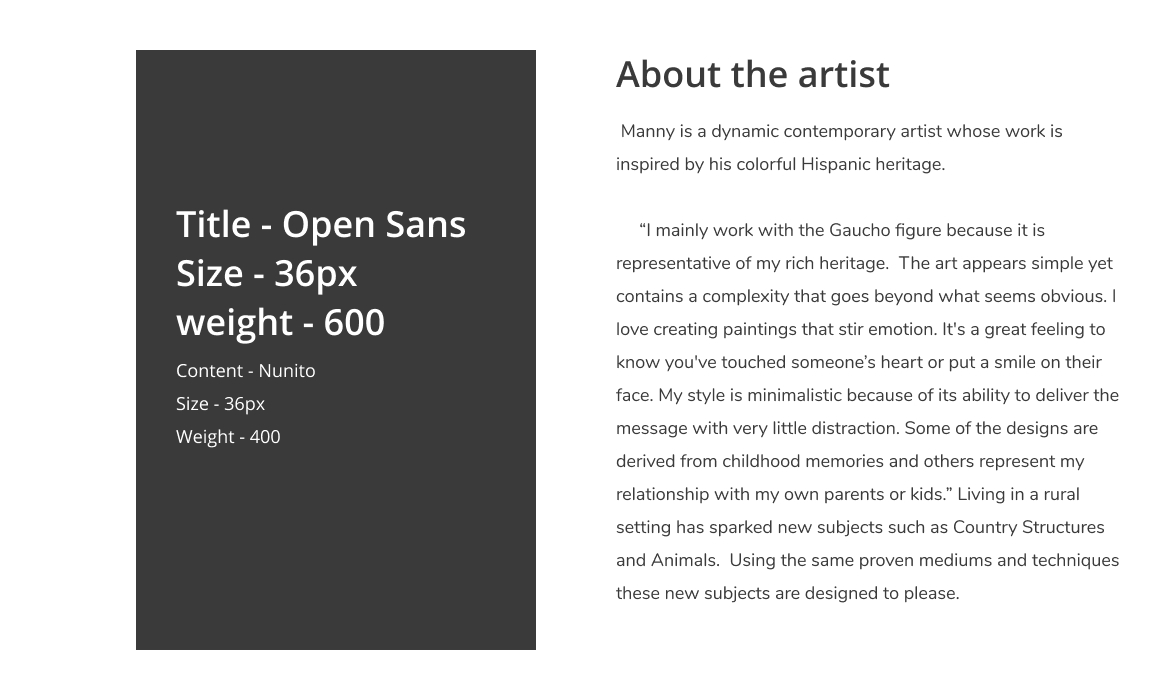 Title - Open Sans
Size - 36px
weight - 600
Content - Nunito
Size - 36px
Weight - 400
About the artist
Manny is a dynamic contemporary artist whose work is
inspired by his colorful Hispanic heritage.
“I mainly work with the Gaucho figure because it is
representative of my rich heritage.  The art appears simple yet
contains a complexity that goes beyond what seems obvious. I
love creating paintings that stir emotion. It's a great feeling to
know you've touched someone’s heart or put a smile on their
face. My style is minimalistic because of its ability to deliver the
message with very little distraction. Some of the designs are
derived from childhood memories and others represent my
relationship with my own parents or kids.” Living in a rural
setting has sparked new subjects such as Country Structures
and Animals.  Using the same proven mediums and techniques
these new subjects are designed to please.